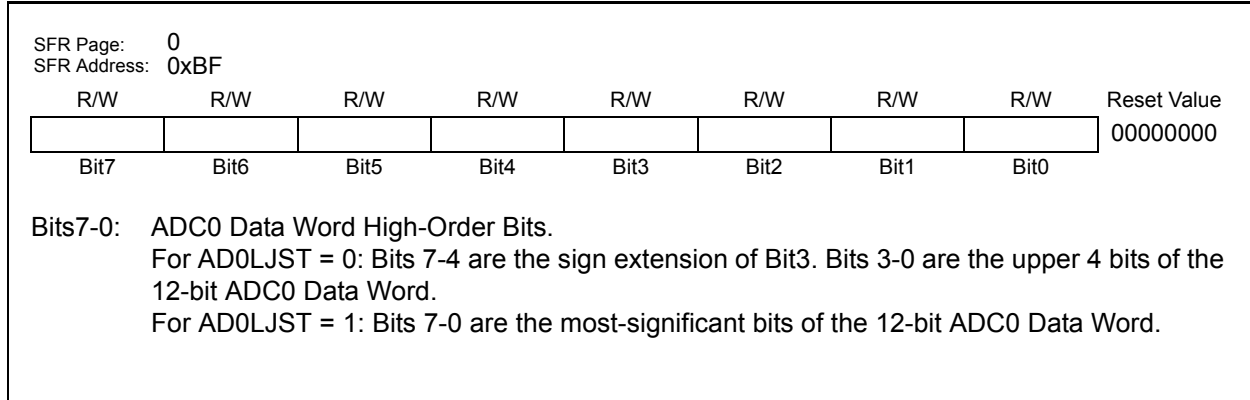 SFR Page: 0
SFR Address: 0xBF
R/W R/W R/W R/W R/W R/W R/W R/W Reset Value
00000000
Bit7 Bit6 Bit5 Bit4 Bit3 Bit2 Bit1 Bit0
Bits7-0: ADC0 Data Word High-Order Bits.
For AD0LJST = 0: Bits 7-4 are the sign extension of Bit3. Bits 3-0 are the upper 4 bits of the
12-bit ADC0 Data Word.
For AD0LJST = 1: Bits 7-0 are the most-significant bits of the 12-bit ADC0 Data Word.